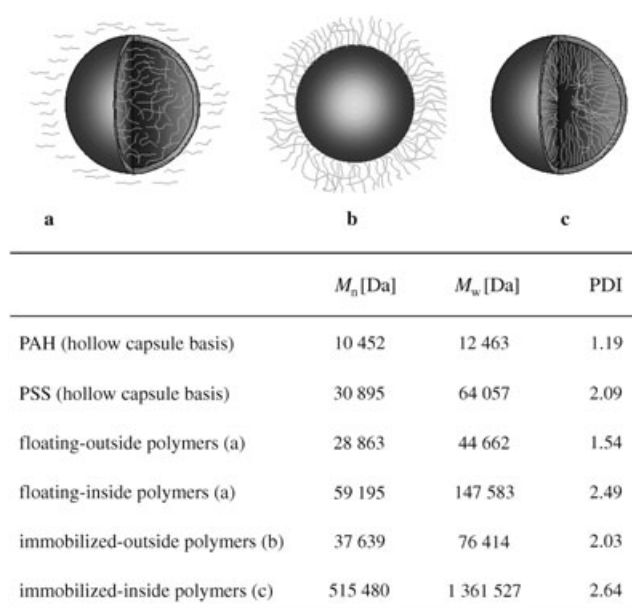 a b c
Mn [Da] Mw [Da] PDI
PAH (hollow capsule basis) 10 452 12 463 1.19
PSS (hollow capsule basis) 30 895 64 057 2.09
floating-outside polymers (a) 28 863 44 662 1.54
floating-inside polymers (a) 59 195 147 583 2.49
immobilized-outside polymers (b) 37 639 76 414 2.03
immobilized-inside polymers (c) 515 480 1 361 527 2.64